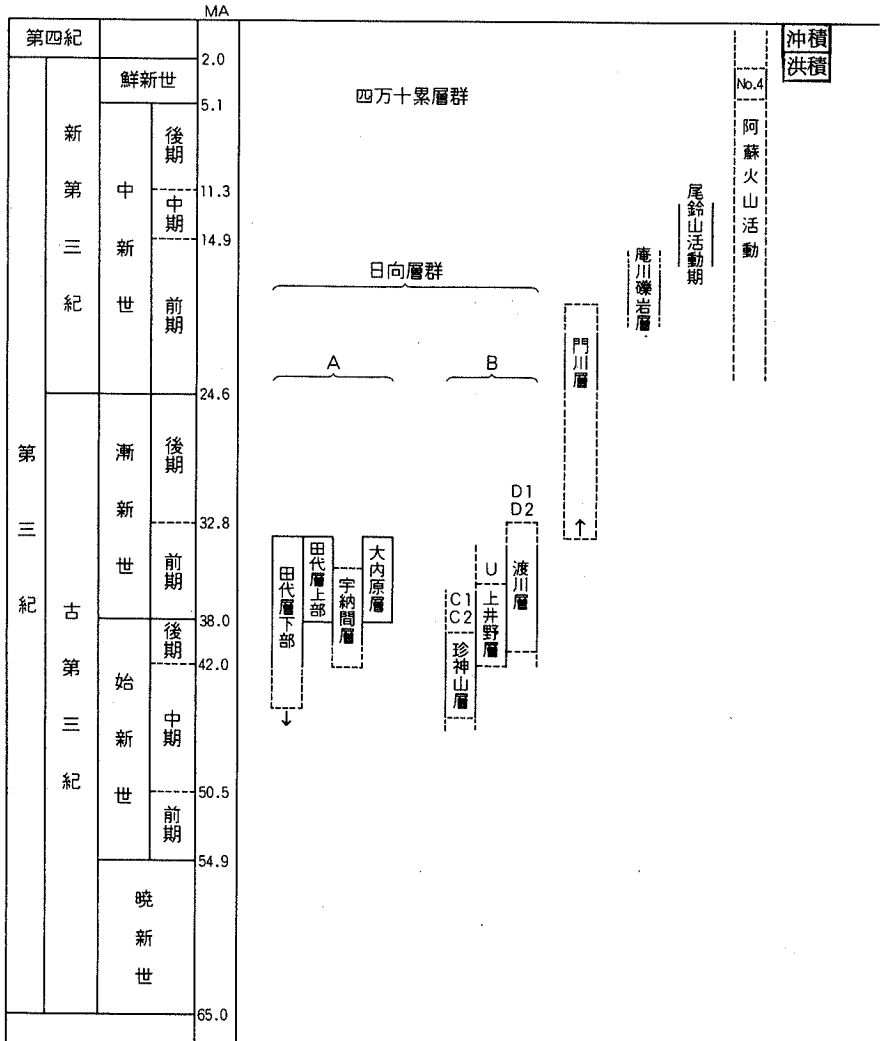 MA
第四紀
2.0
鮮新世
5.1
第三紀
新第三紀
中新世
後期
11.3
中期
14.9
前期
24.6
古第三紀
漸新世
後期
32.8
前期
38.0
始新世
後期
42.0
中期
50.5
前期
54.9
暁新世
65.0
四万十累層群
日向層群
A
B
田代層下部
↓
田代層上部
宇納間層
大内原層
C1
C2
珍神山層
U
上井野層
D1
D2
渡川層
門川層
↑
庵川礫岩層
尾鈴山活動期
No.4
阿蘇火山活動
沖積
洪積